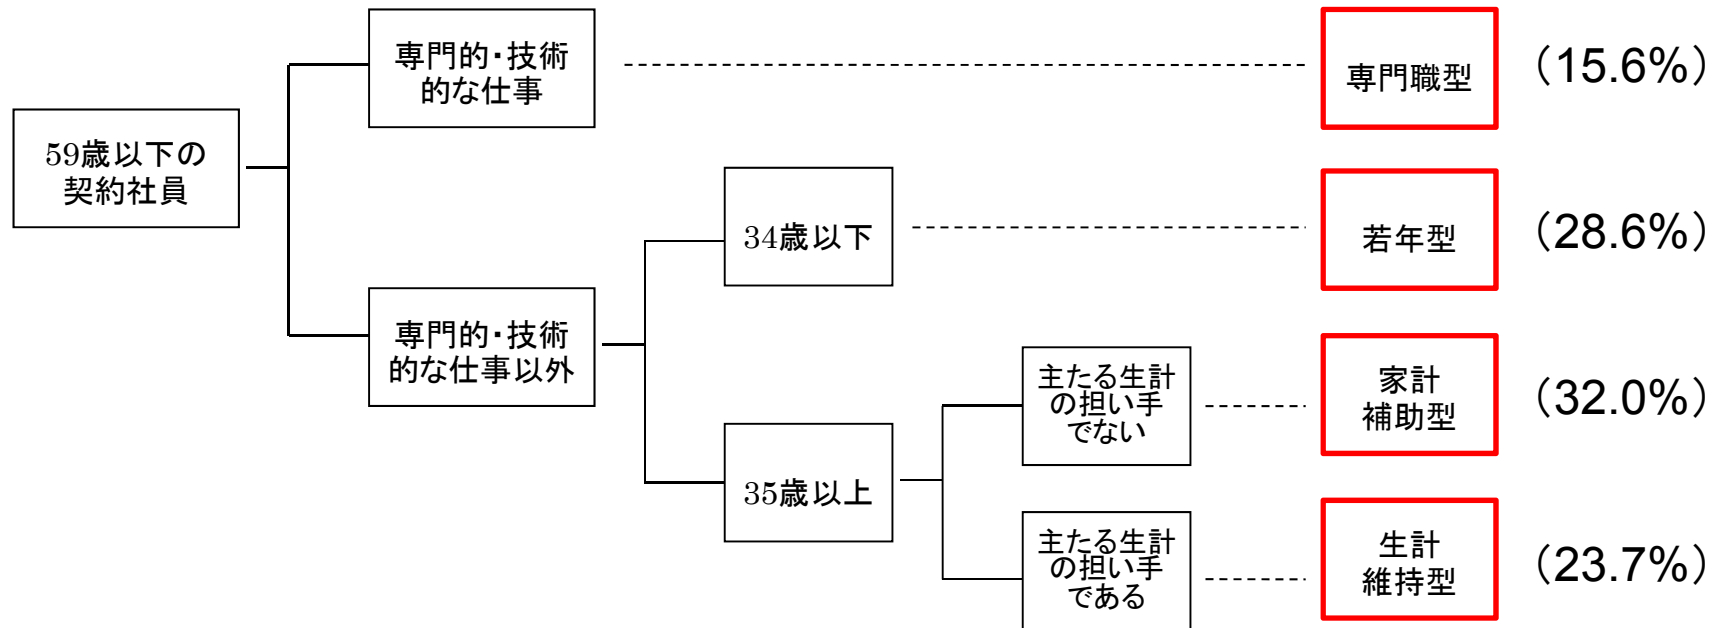 専門的・技術
的な仕事
専門職型
（15.6%）
59歳以下の
契約社員
34歳以下
若年型
（28.6%）
専門的・技術
的な仕事以外
主たる生計
の担い手
でない
家計
補助型
（32.0%）
35歳以上
主たる生計
の担い手
である
生計
維持型
（23.7%）